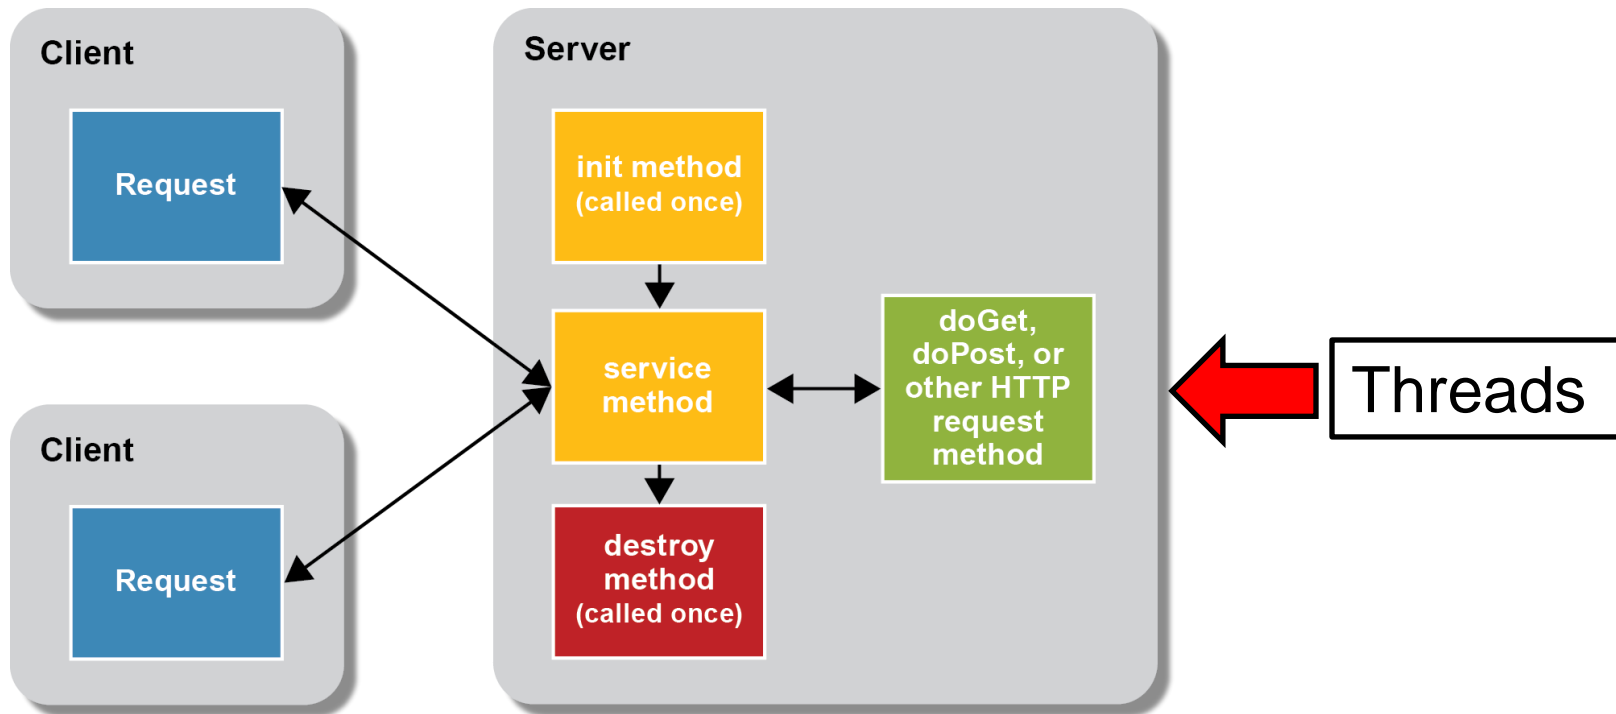 Client
Request
Client
Request
Server
init method
(called once)
service
method
destroy
method
(called once)
doGet,
doPost, or
other HTTP
request
method
Threads